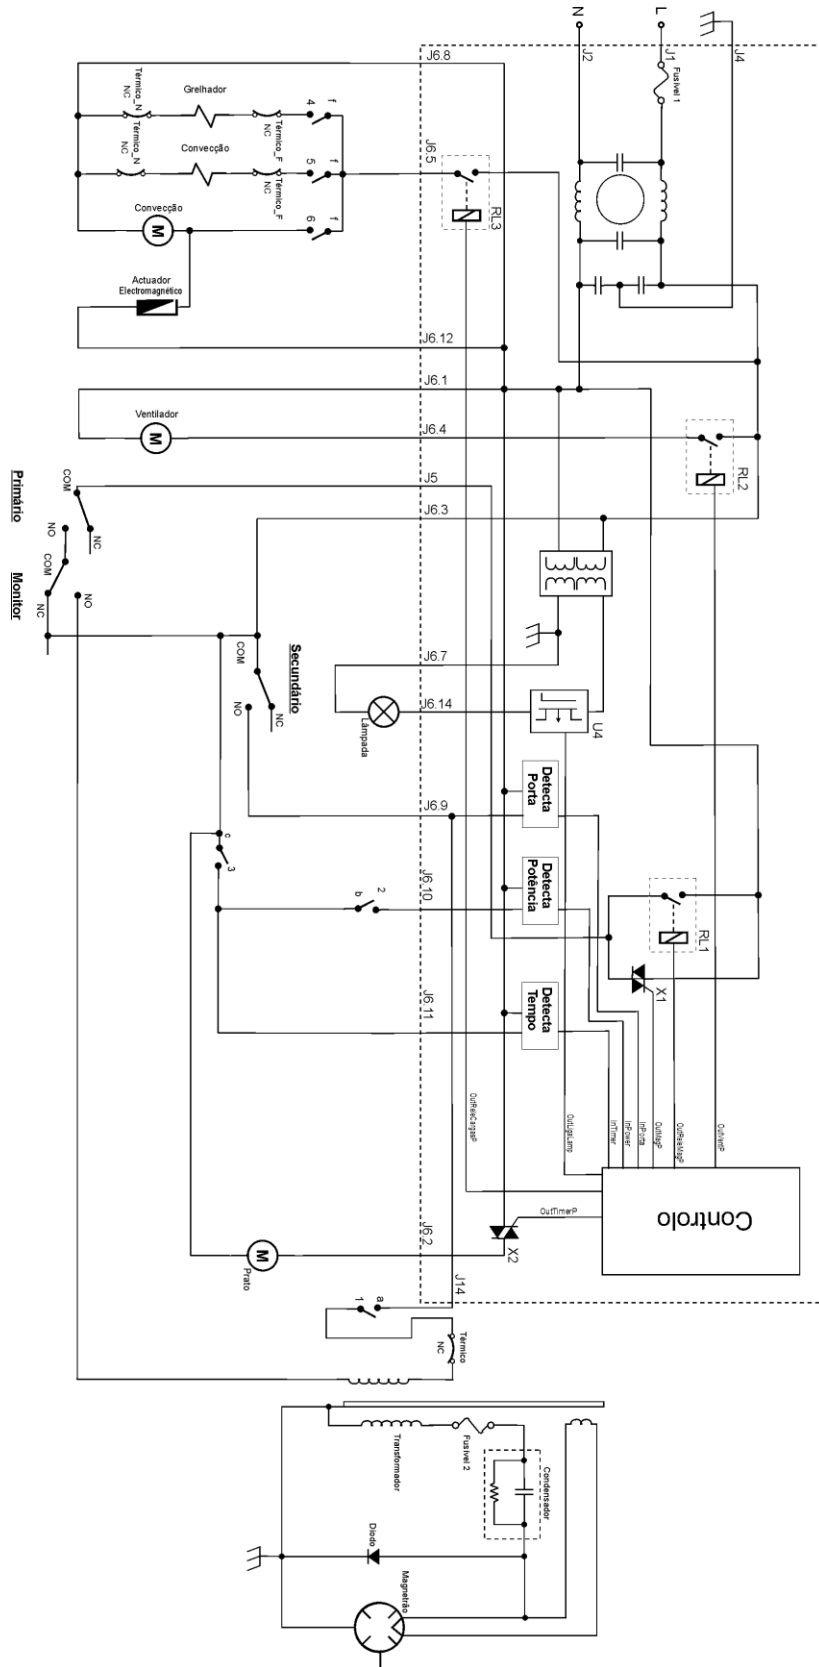 N
L
J2
J1
J4
Fusível 1
J6.8
Térmico_N
NC
Grelhador
Térmico_F
NC
4
f
Térmico_N
NC
Convecção
Térmico_F
NC
5
f
J6.5
RL3
Convecção
M
6
f
Actuador
Electromagnético
J6.12
J6.1
Ventilador
M
J6.4
RL2
COM
J5
Primário
NO
NC
J6.3
COM
Monitor
NC
NO
Secundário
COM
NC
NO
J6.7
J6.14
Lâmpada
U4
Detecta
Porta
J6.9
c
3
Detecta
Potência
2
b
J6.10
RL1
X1
Detecta
Tempo
J6.11
OutReleCargasP
OutLigaLamp
InTimer
InPower
InPorta
OutMagP
OutReleMagP
OutVentP
Controlo
OutTimerP
X2
J6.2
M
Prato
J14
a
1
Térmico
NC
Transformador
Fusível 2
Condensador
Díodo
Magnetrão